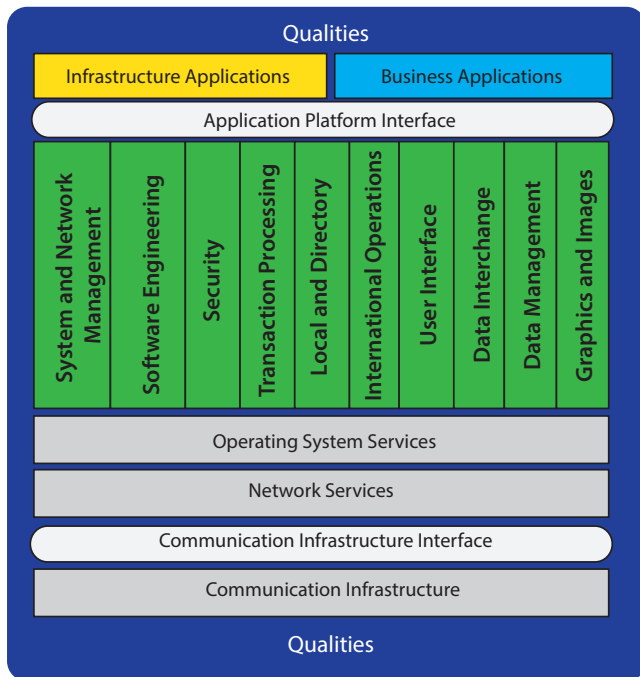 Qualities
Infrastructure Applications
Business Applications
Application Platform Interface
System and Network
Management
Software Engineering
Security
Transaction Processing
Local and Directory
International Operations
User Interface
Data Interchange
Data Management
Graphics and Images
Operating System Services
Network Services
Communication Infrastructure Interface
Communication Infrastructure
Qualities